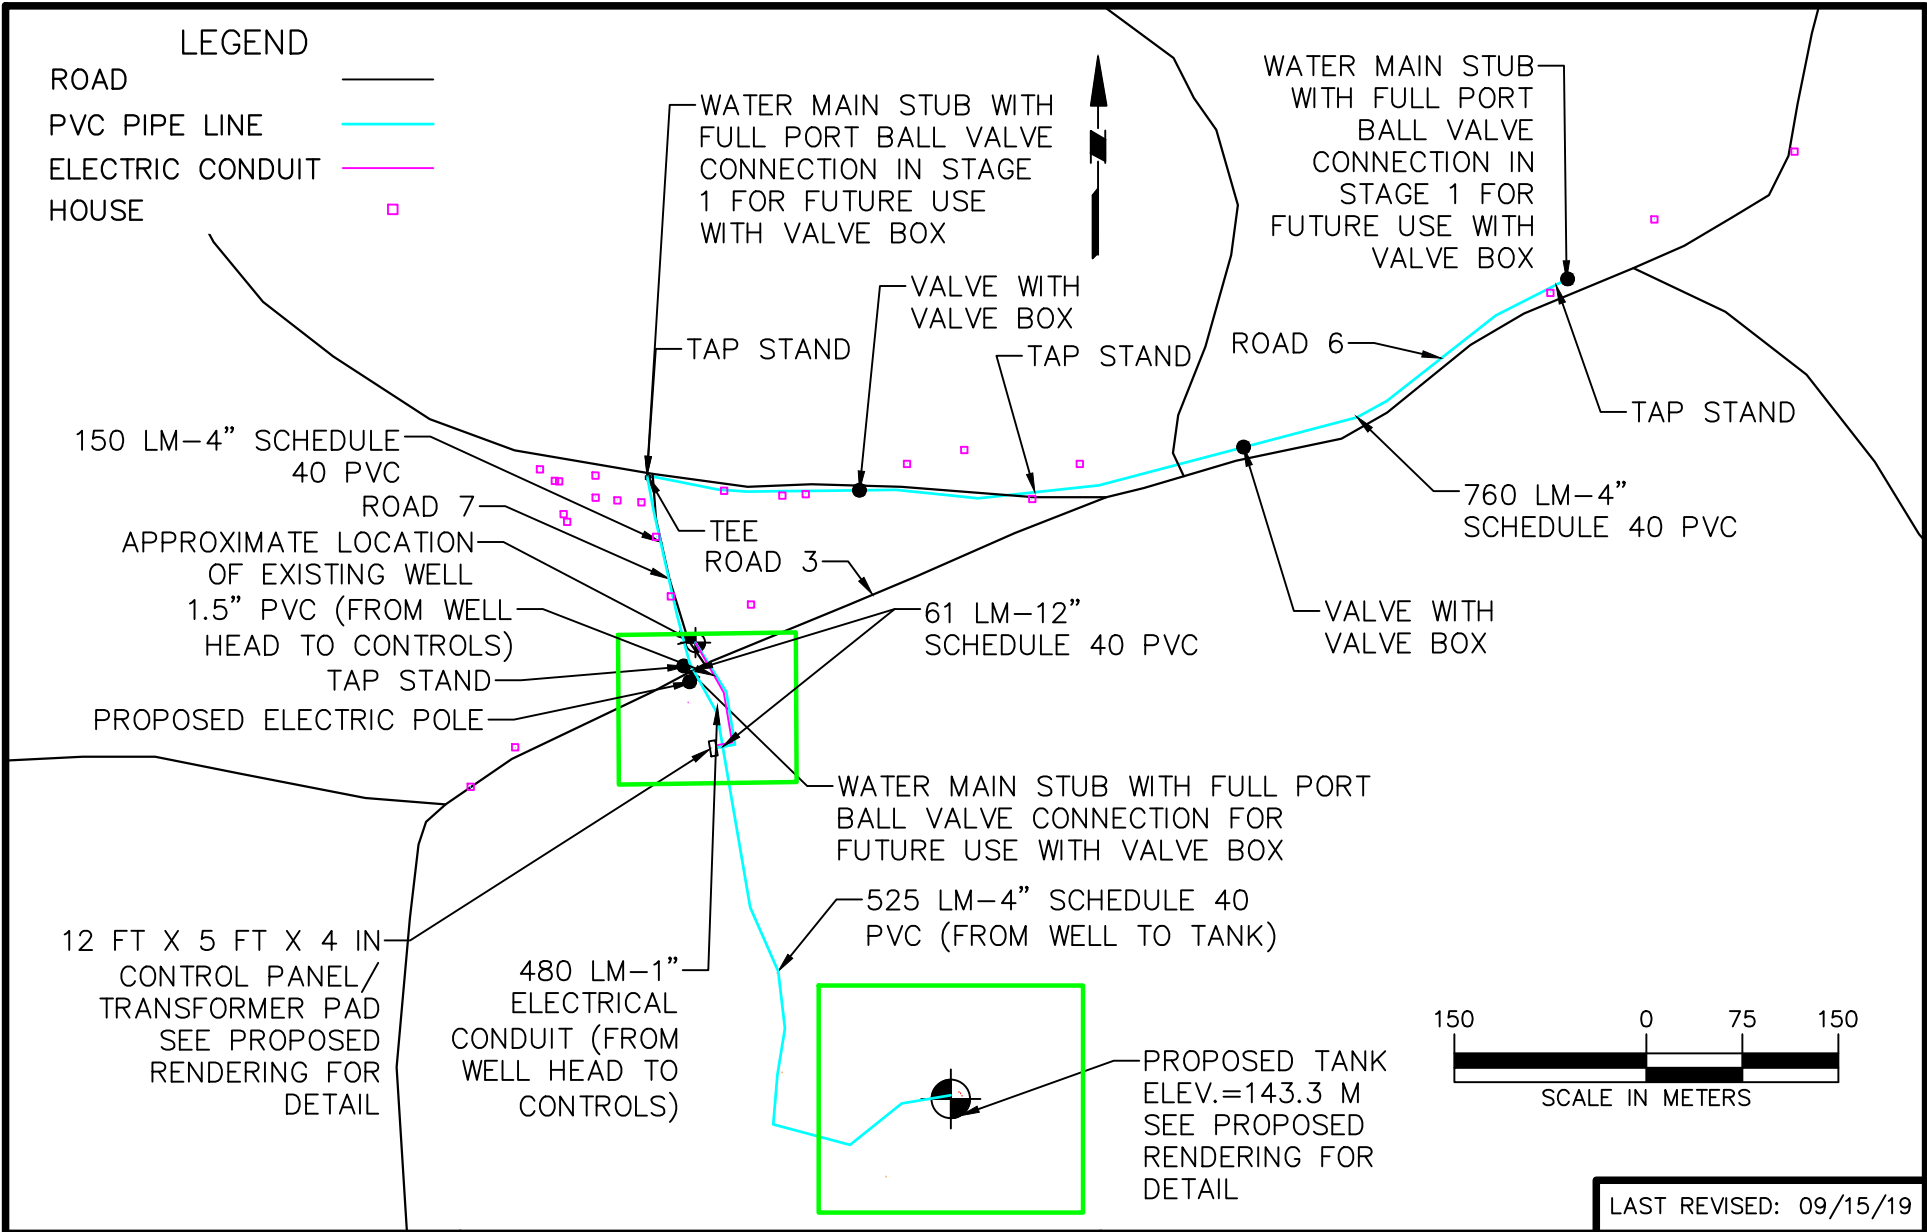 LEGEND
ROAD
PVC PIPE LINE
ELECTRIC CONDUIT
HOUSE
WATER MAIN STUB WITH
FULL PORT BALL VALVE
CONNECTION IN STAGE
1 FOR FUTURE USE
WITH VALVE BOX
WATER MAIN STUB
WITH FULL PORT
BALL VALVE
CONNECTION IN
STAGE 1 FOR
FUTURE USE WITH
VALVE BOX
VALVE WITH
VALVE BOX
TAP STAND
TAP STAND
ROAD 6
TAP STAND
150 LM-4" SCHEDULE
40 PVC
ROAD 7
TEE
ROAD 3
760 LM-4"
SCHEDULE 40 PVC
APPROXIMATE LOCATION
OF EXISTING WELL
1.5" PVC (FROM WELL
HEAD TO CONTROLS)
61 LM-12"
SCHEDULE 40 PVC
VALVE WITH
VALVE BOX
TAP STAND
PROPOSED ELECTRIC POLE
WATER MAIN STUB WITH FULL PORT
BALL VALVE CONNECTION FOR
FUTURE USE WITH VALVE BOX
525 LM-4" SCHEDULE 40
PVC (FROM WELL TO TANK)
12 FT X 5 FT X 4 IN
CONTROL PANEL/
TRANSFORMER PAD
SEE PROPOSED
RENDERING FOR
DETAIL
480 LM-1"
ELECTRICAL
CONDUIT (FROM
WELL HEAD TO
CONTROLS)
PROPOSED TANK
ELEV.=143.3 M
SEE PROPOSED
RENDERING FOR
DETAIL
150 0 75 150
SCALE IN METERS
LAST REVISED: 09/15/19